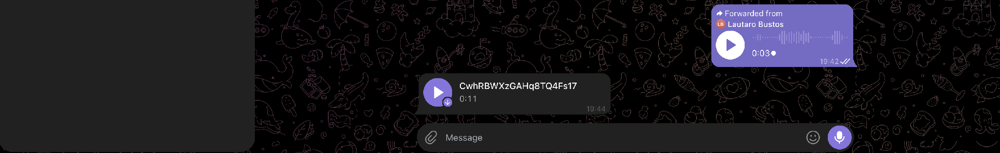 Forwarded from
LB Lautaro Bustos
0:03
19:42
CwhRBWXzGAHq8TQ4Fs17
0:11
19:44
Message